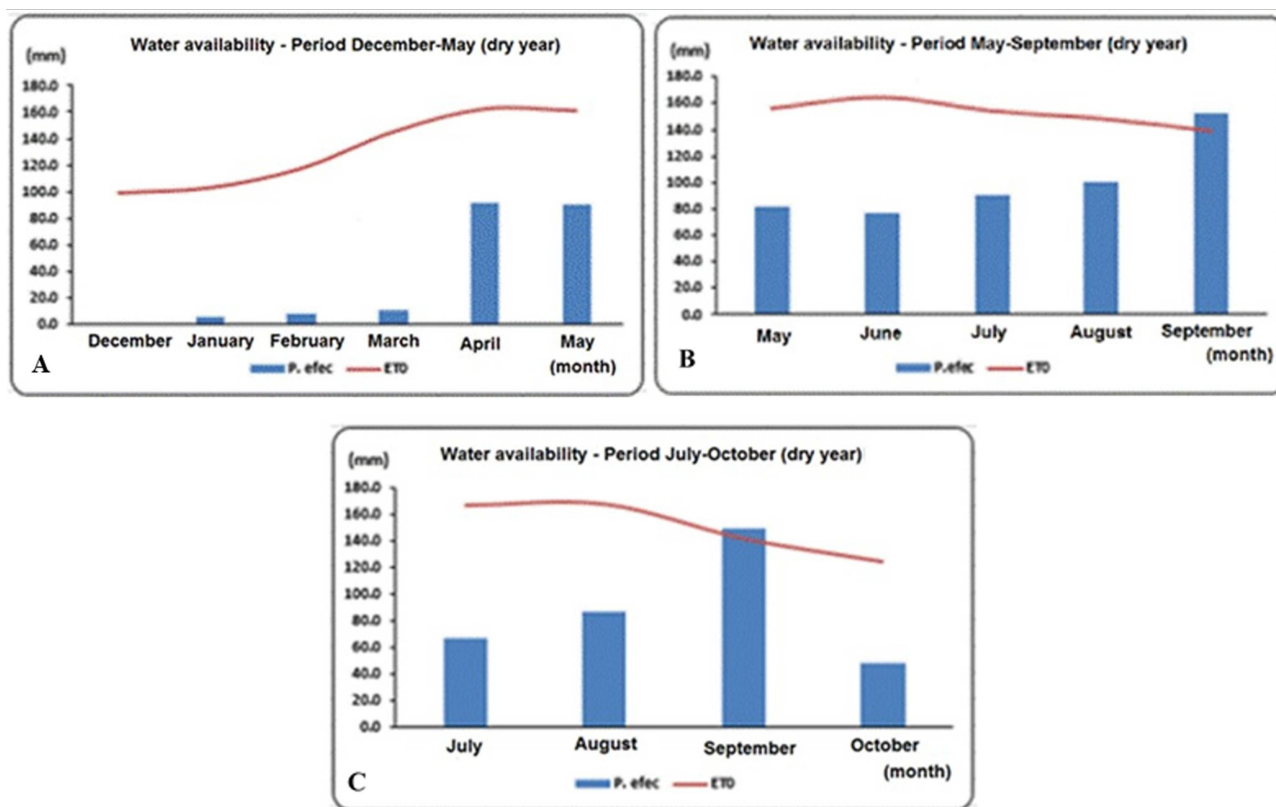 Water availability - Period December-May (dry year)
(mm)
180.0
160.0
140.0
120.0
100.0
80.0
60.0
40.0
20.0
0.0
December January February March April May
(month)
P. efec ETO
A
Water availability - Period May-September (dry year)
(mm)
180.0
160.0
140.0
120.0
100.0
80.0
60.0
40.0
20.0
0.0
May June July August September
(month)
P.efec ETO
B
Water availability - Period July-October (dry year)
(mm)
180.0
160.0
140.0
120.0
100.0
80.0
60.0
40.0
20.0
0.0
July August September October
(month)
P. efec ETO
C